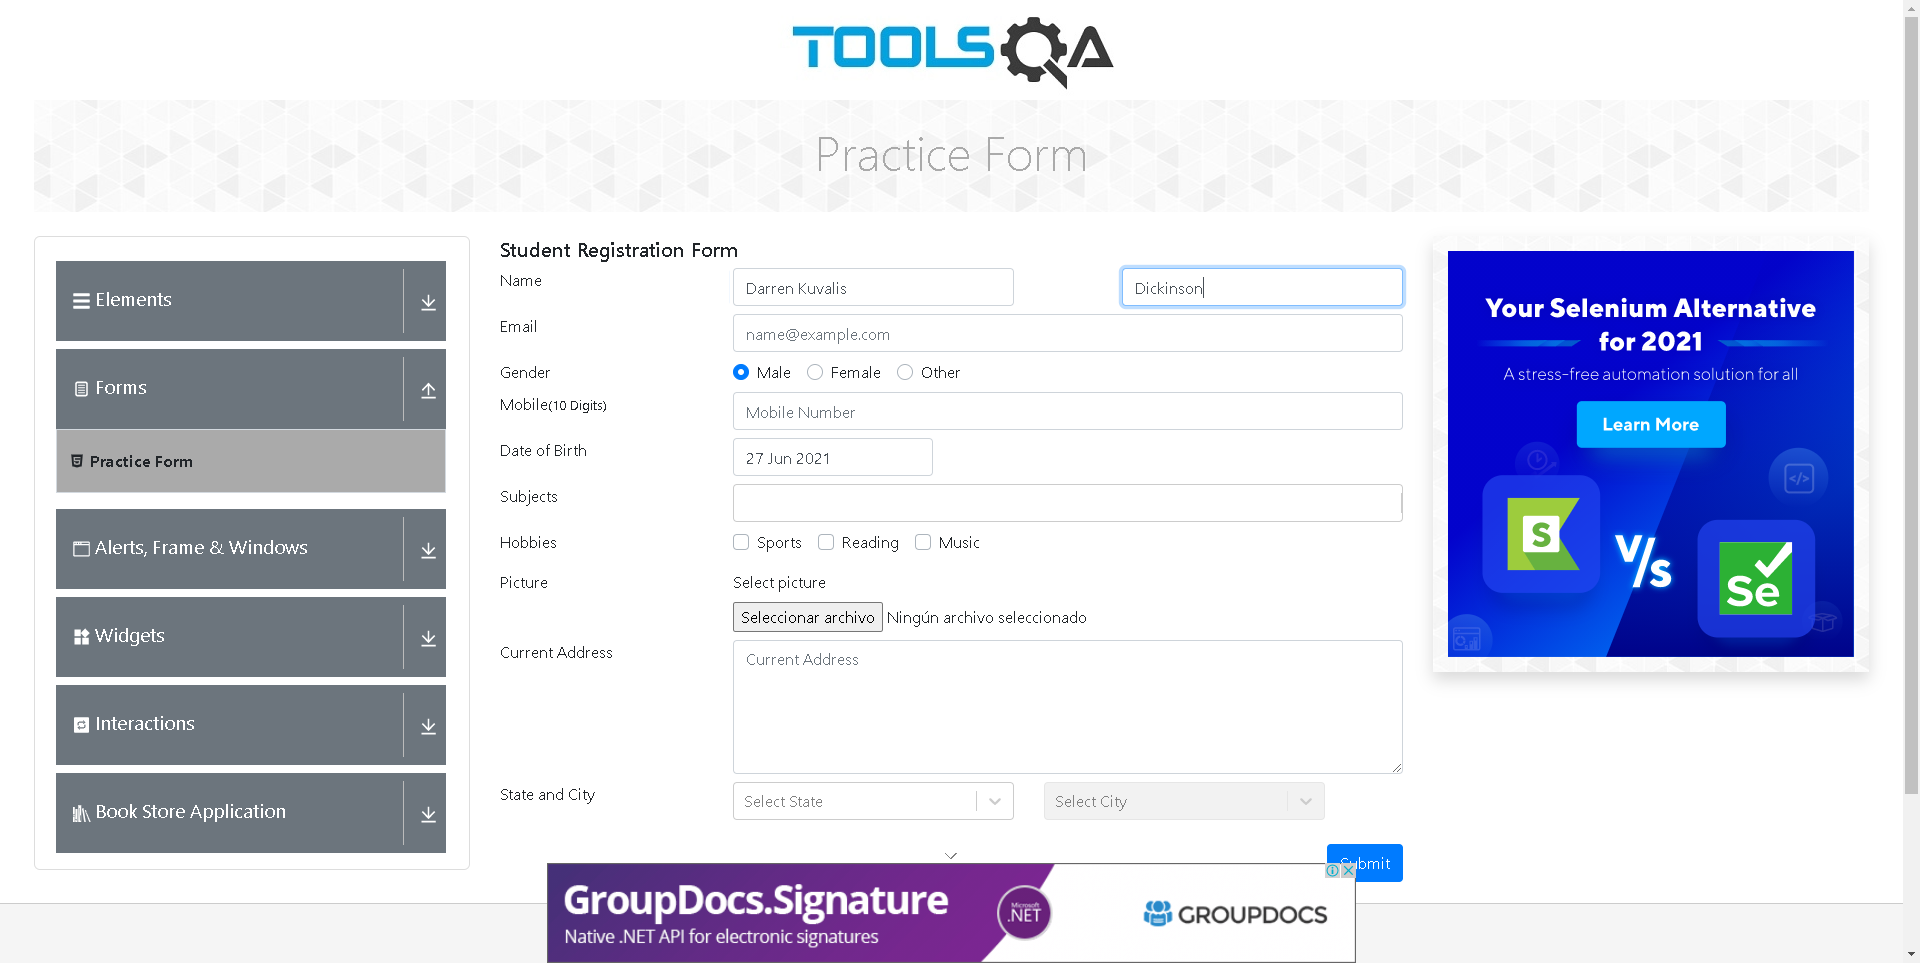 TOOLSQA
Practice Form
Elements
Forms
Practice Form
Alerts, Frame & Windows
Widgets
Interactions
Book Store Application
Student Registration Form
Name
Darren Kuvalis
Dickinson
Email
name@example.com
Gender
Male
Female
Other
Mobile(10 Digits)
Mobile Number
Date of Birth
27 Jun 2021
Subjects
Hobbies
Sports
Reading
Music
Picture
Select picture
Seleccionar archivo
Ningún archivo seleccionado
Current Address
Current Address
State and City
Select State
Select City
Submit
Your Selenium Alternative
for 2021
A stress-free automation solution for all
Learn More
</>
S
V/s
Se
GroupDocs.Signature
Native .NET API for electronic signatures
Microsoft
.NET
GROUPDOCS